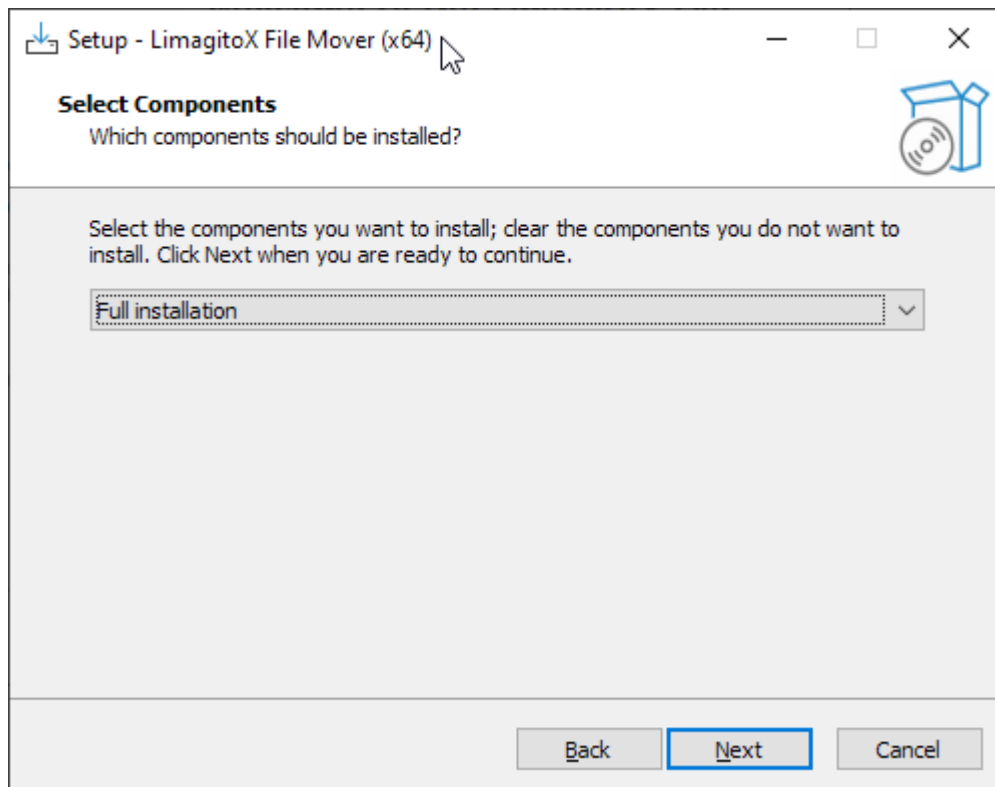 Setup - LimagitoX File Mover (x64)
Select Components
Which components should be installed?
Select the components you want to install; clear the components you do not want to
install. Click Next when you are ready to continue.
Full installation
Back Next Cancel